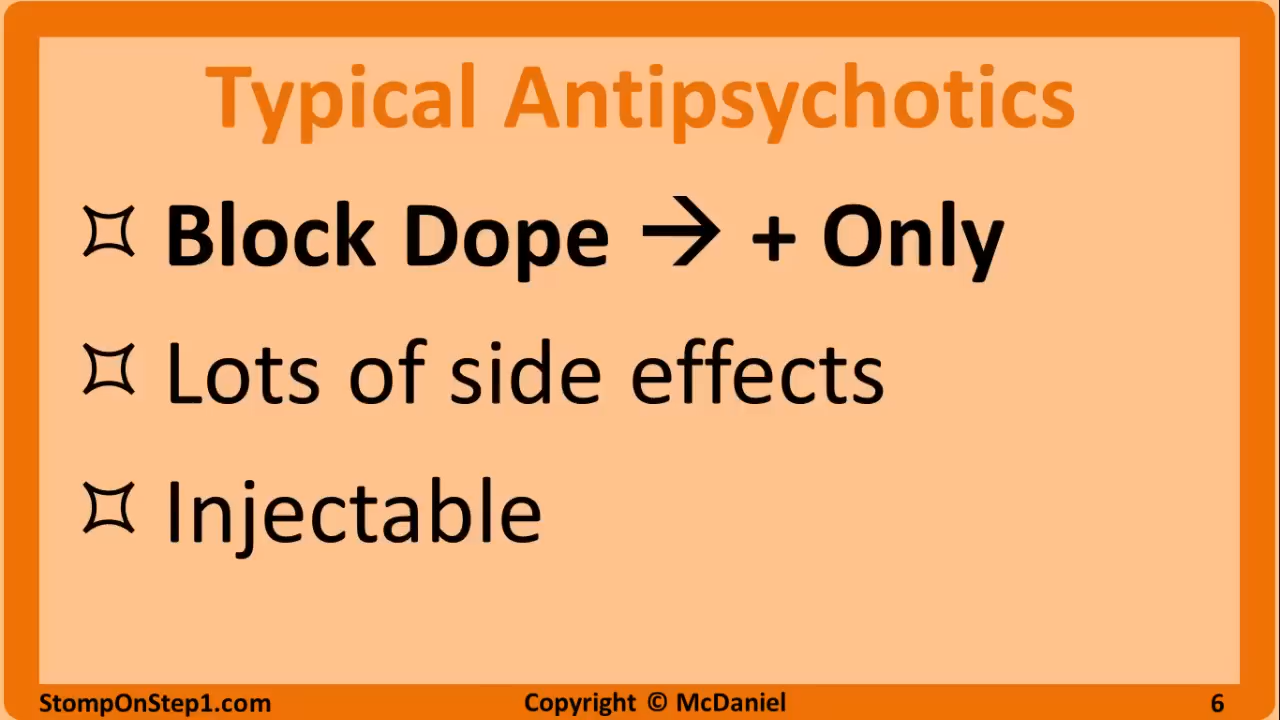 Typical Antipsychotics
Block Dope → + Only
Lots of side effects
Injectable
StompOnStep1.com
Copyright © McDaniel
6